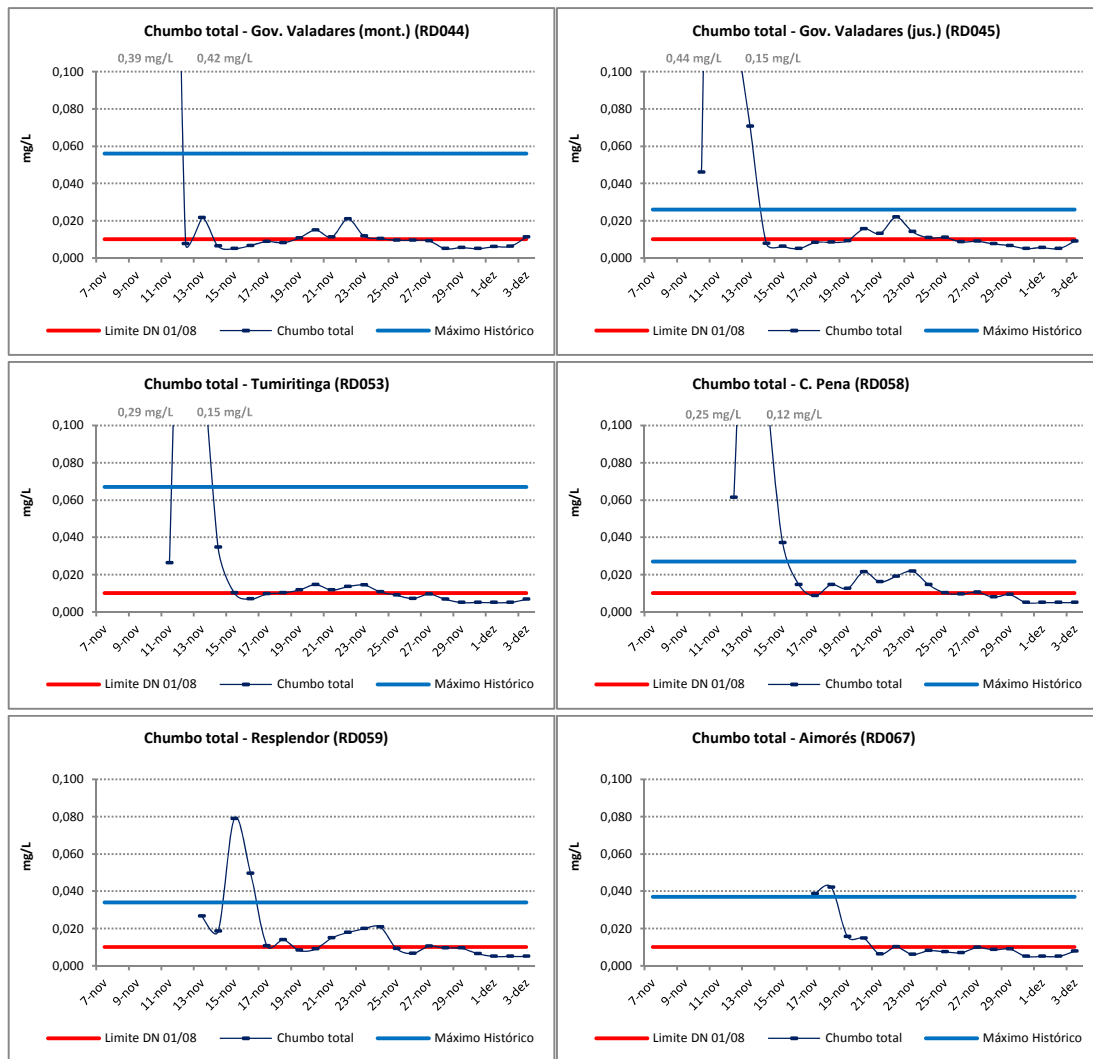 Chumbo total - Gov. Valadares (mont.) (RD044)
0,39 mg/L 0,42 mg/L
mg/L
0,100
0,080
0,060
0,040
0,020
0,000
7-nov 9-nov 11-nov 13-nov 15-nov 17-nov 19-nov 21-nov 23-nov 25-nov 27-nov 29-nov 1-dez 3-dez
Limite DN 01/08 Chumbo total Máximo Histórico
Chumbo total - Gov. Valadares (jus.) (RD045)
0,44 mg/L 0,15 mg/L
mg/L
0,100
0,080
0,060
0,040
0,020
0,000
7-nov 9-nov 11-nov 13-nov 15-nov 17-nov 19-nov 21-nov 23-nov 25-nov 27-nov 29-nov 1-dez 3-dez
Limite DN 01/08 Chumbo total Máximo Histórico
Chumbo total - Tumiritinga (RD053)
0,29 mg/L 0,15 mg/L
mg/L
0,100
0,080
0,060
0,040
0,020
0,000
7-nov 9-nov 11-nov 13-nov 15-nov 17-nov 19-nov 21-nov 23-nov 25-nov 27-nov 29-nov 1-dez 3-dez
Limite DN 01/08 Chumbo total Máximo Histórico
Chumbo total - C. Pena (RD058)
0,25 mg/L 0,12 mg/L
mg/L
0,100
0,080
0,060
0,040
0,020
0,000
7-nov 9-nov 11-nov 13-nov 15-nov 17-nov 19-nov 21-nov 23-nov 25-nov 27-nov 29-nov 1-dez 3-dez
Limite DN 01/08 Chumbo total Máximo Histórico
Chumbo total - Resplendor (RD059)
mg/L
0,100
0,080
0,060
0,040
0,020
0,000
7-nov 9-nov 11-nov 13-nov 15-nov 17-nov 19-nov 21-nov 23-nov 25-nov 27-nov 29-nov 1-dez 3-dez
Limite DN 01/08 Chumbo total Máximo Histórico
Chumbo total - Aimorés (RD067)
mg/L
0,100
0,080
0,060
0,040
0,020
0,000
7-nov 9-nov 11-nov 13-nov 15-nov 17-nov 19-nov 21-nov 23-nov 25-nov 27-nov 29-nov 1-dez 3-dez
Limite DN 01/08 Chumbo total Máximo Histórico